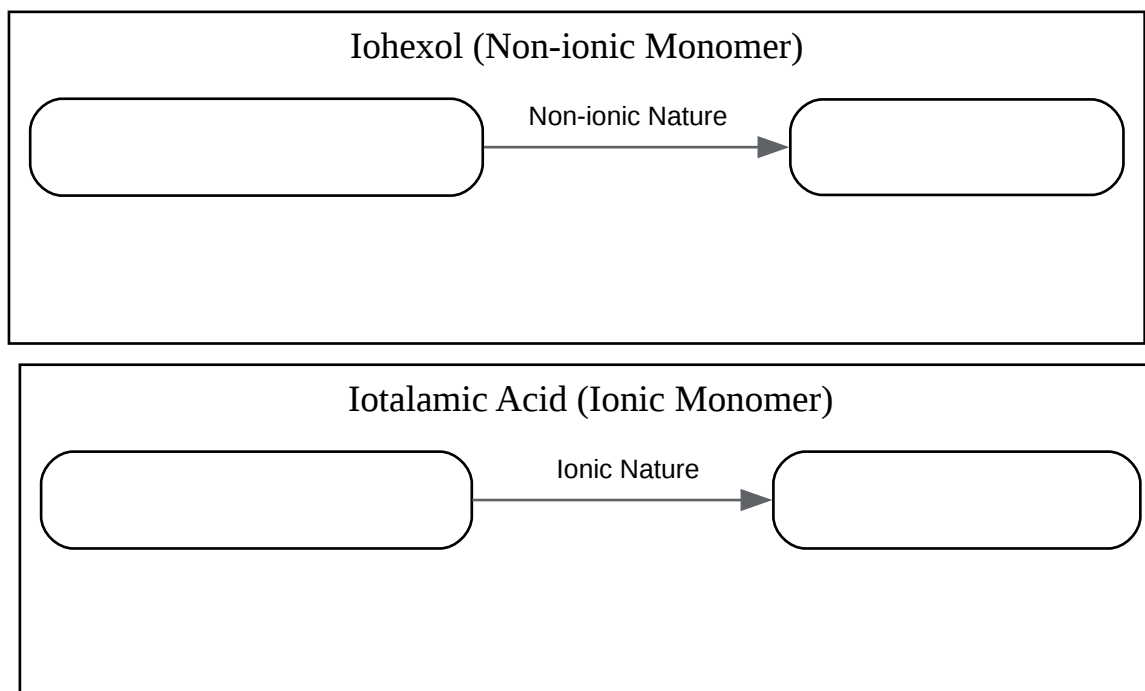 Iohexol (Non-ionic Monomer)
Non-ionic Nature
Iotalamic Acid (Ionic Monomer)
Ionic Nature